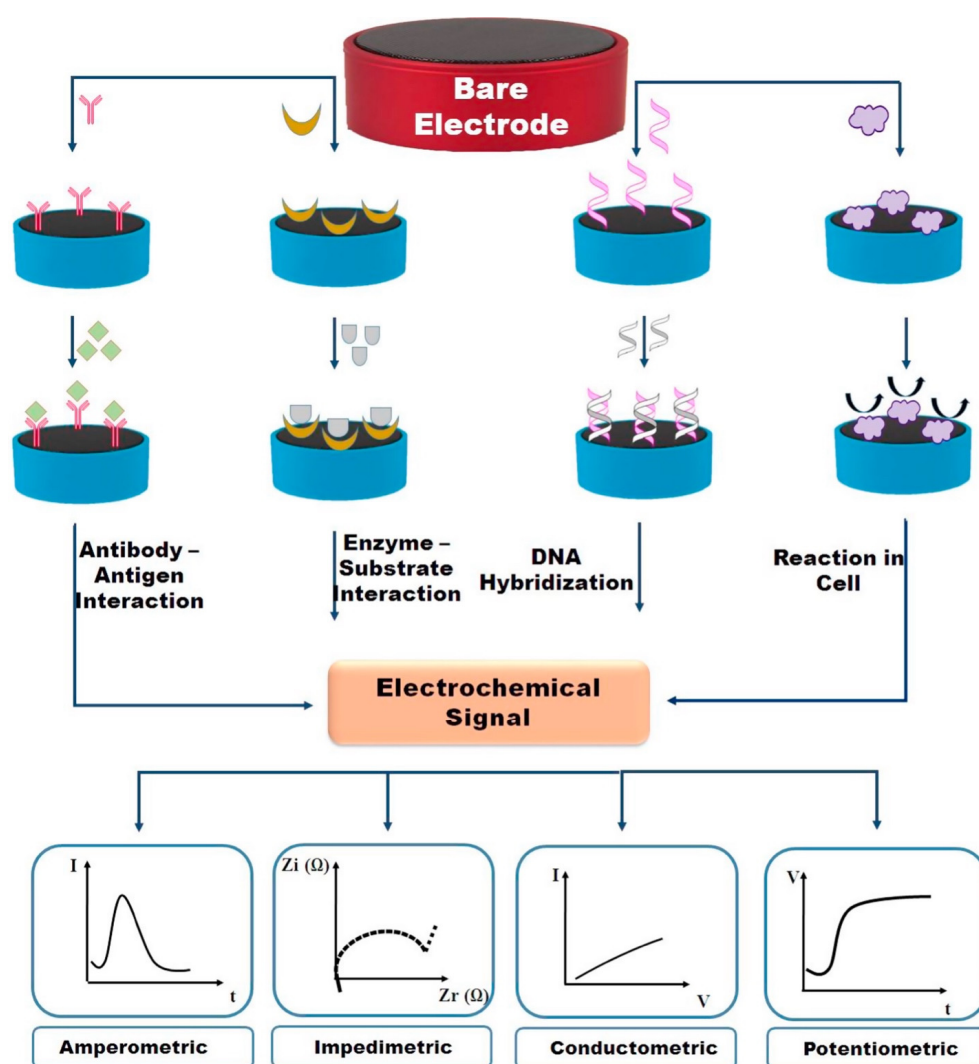 Bare
Electrode
Antibody –
Antigen
Interaction
Enzyme –
Substrate
Interaction
DNA
Hybridization
Reaction in
Cell
Electrochemical
Signal
I
t
Zi (Ω)
Zr (Ω)
I
V
V
t
Amperometric
Impedimetric
Conductometric
Potentiometric